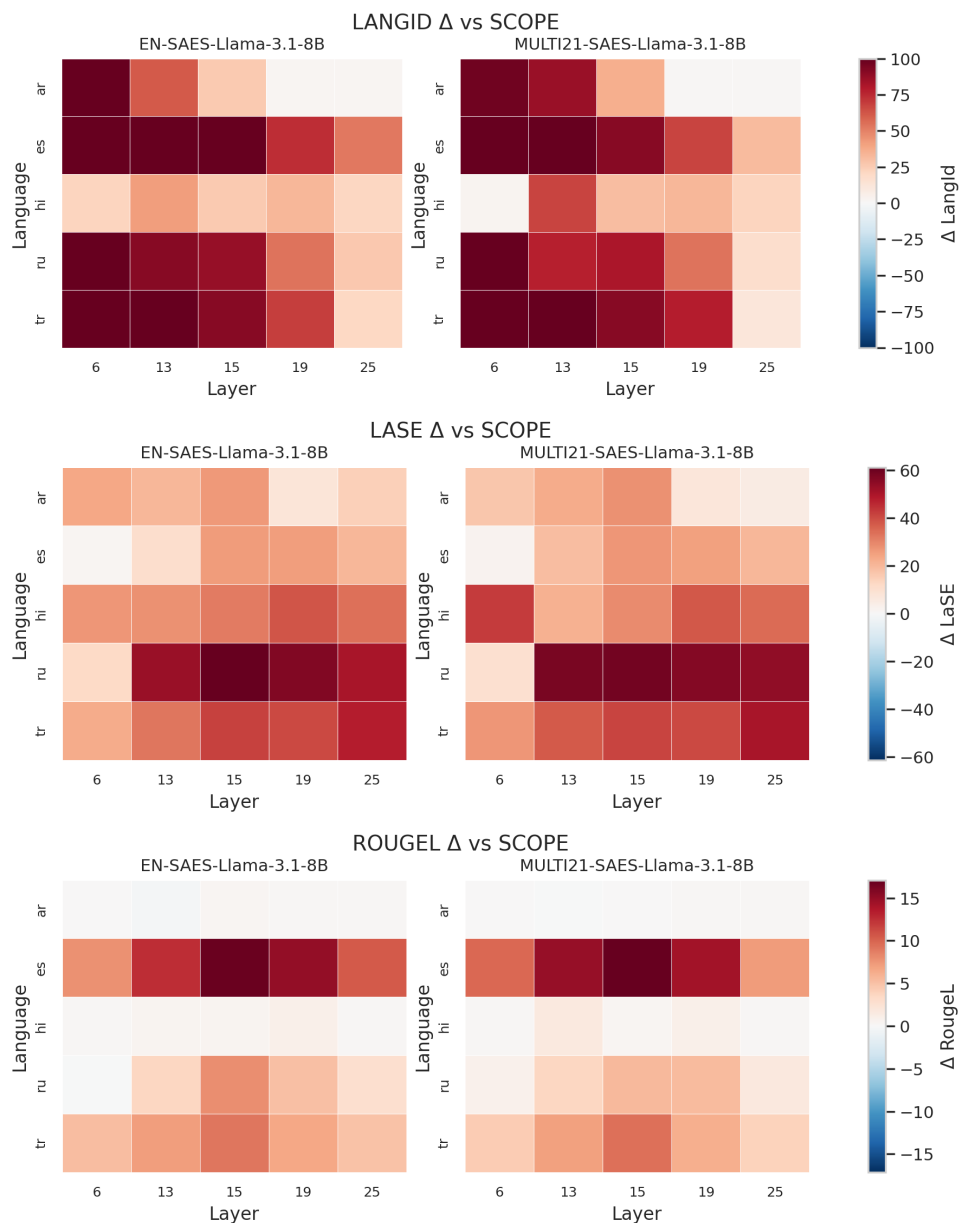 LANGID Δ vs SCOPE
EN-SAES-Llama-3.1-8B
MULTI21-SAES-Llama-3.1-8B
Language
ar
es
hi
ru
tr
6 13 15 19 25
Layer
Language
ar
es
hi
ru
tr
6 13 15 19 25
Layer
100
75
50
25
0
−25
−50
−75
−100
Δ LangId
LASE Δ vs SCOPE
EN-SAES-Llama-3.1-8B
MULTI21-SAES-Llama-3.1-8B
Language
ar
es
hi
ru
tr
6 13 15 19 25
Layer
Language
ar
es
hi
ru
tr
6 13 15 19 25
Layer
60
40
20
0
−20
−40
−60
Δ LaSE
ROUGEL Δ vs SCOPE
EN-SAES-Llama-3.1-8B
MULTI21-SAES-Llama-3.1-8B
Language
ar
es
hi
ru
tr
6 13 15 19 25
Layer
Language
ar
es
hi
ru
tr
6 13 15 19 25
Layer
15
10
5
0
−5
−10
−15
Δ RougeL